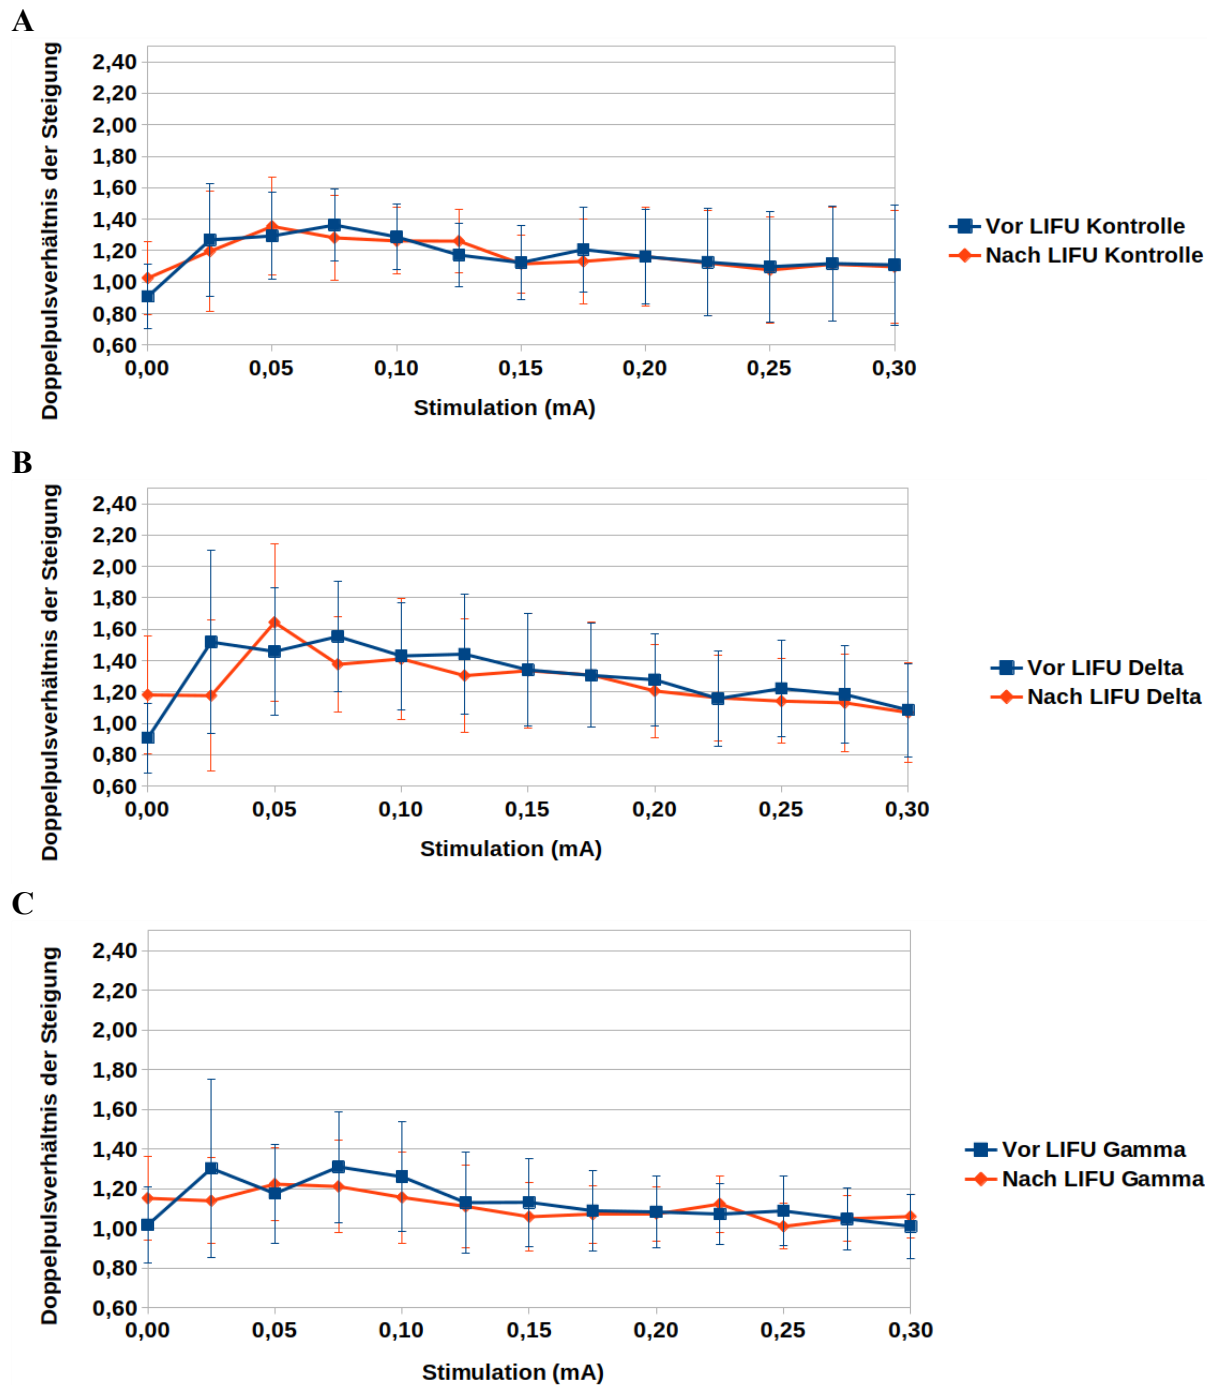 A
Doppelpulsverhältnis der Steigung
2,40
2,20
2,00
1,80
1,60
1,40
1,20
1,00
0,80
0,60
0,00 0,05 0,10 0,15 0,20 0,25 0,30
Stimulation (mA)
Vor LIFU Kontrolle
Nach LIFU Kontrolle
B
Doppelpulsverhältnis der Steigung
2,40
2,20
2,00
1,80
1,60
1,40
1,20
1,00
0,80
0,60
0,00 0,05 0,10 0,15 0,20 0,25 0,30
Stimulation (mA)
Vor LIFU Delta
Nach LIFU Delta
C
Doppelpulsverhältnis der Steigung
2,40
2,20
2,00
1,80
1,60
1,40
1,20
1,00
0,80
0,60
0,00 0,05 0,10 0,15 0,20 0,25 0,30
Stimulation (mA)
Vor LIFU Gamma
Nach LIFU Gamma